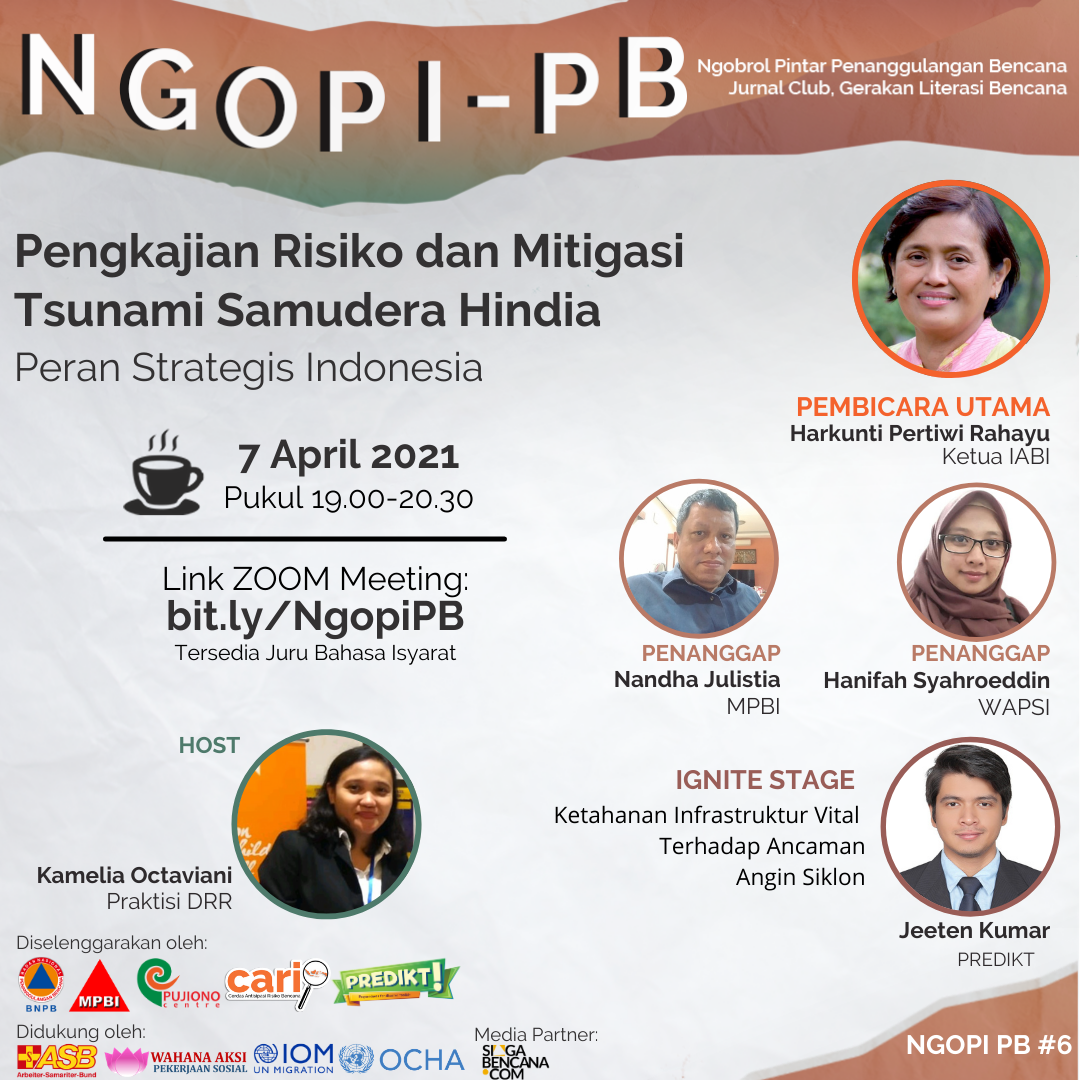 NGOPI-PB
Ngobrol Pintar Penanggulangan Bencana
Jurnal Club, Gerakan Literasi Bencana
Pengkajian Risiko dan Mitigasi
Tsunami Samudera Hindia
Peran Strategis Indonesia
7 April 2021
Pukul 19.00-20.30
Link ZOOM Meeting:
bit.ly/NgopiPB
Tersedia Juru Bahasa Isyarat
PEMBICARA UTAMA
Harkunti Pertiwi Rahayu
Ketua IABI
PENANGGAP
Nandha Julistia
MPBI
PENANGGAP
Hanifah Syahroeddin
WAPSI
HOST
Kamelia Octaviani
Praktisi DRR
IGNITE STAGE
Ketahanan Infrastruktur Vital
Terhadap Ancaman
Angin Siklon
Jeeten Kumar
PREDIKT
Diselenggarakan oleh:
BNPB
MPBI
PUJIONO
centre
cari
Cerdas Antisipasi Risiko Bencana
PREDIKT!
Didukung oleh:
ASB
Arbeiter-Samariter-Bund
WAHANA AKSI
PEKERJAAN SOSIAL
IOM
UN MIGRATION
OCHA
Media Partner:
SIAGA
BENCANA
.COM
NGOPI PB #6